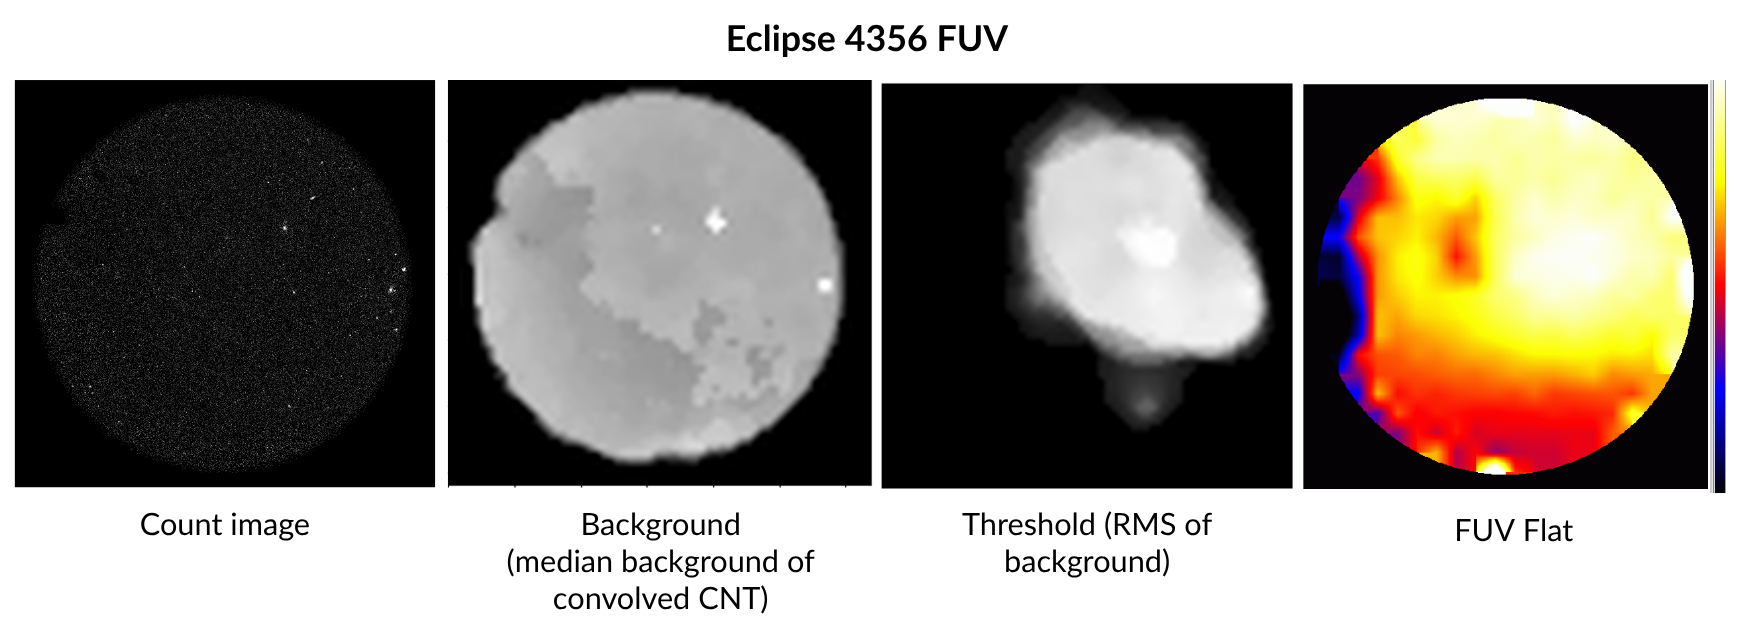 Eclipse 4356 FUV
Count image
Background
(median background of
convolved CNT)
Threshold (RMS of
background)
FUV Flat